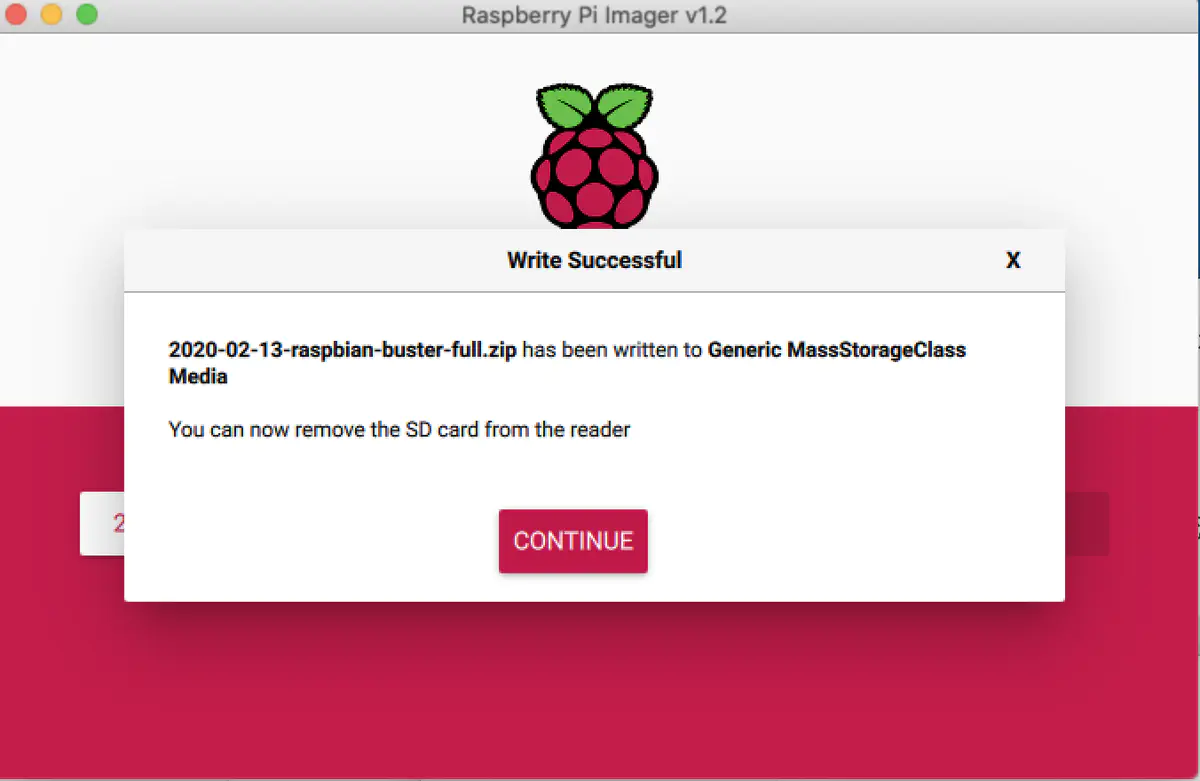 Raspberry Pi Imager v1.2
Write Successful
X
2020-02-13-raspbian-buster-full.zip has been written to Generic MassStorageClass
Media
You can now remove the SD card from the reader
2
CONTINUE